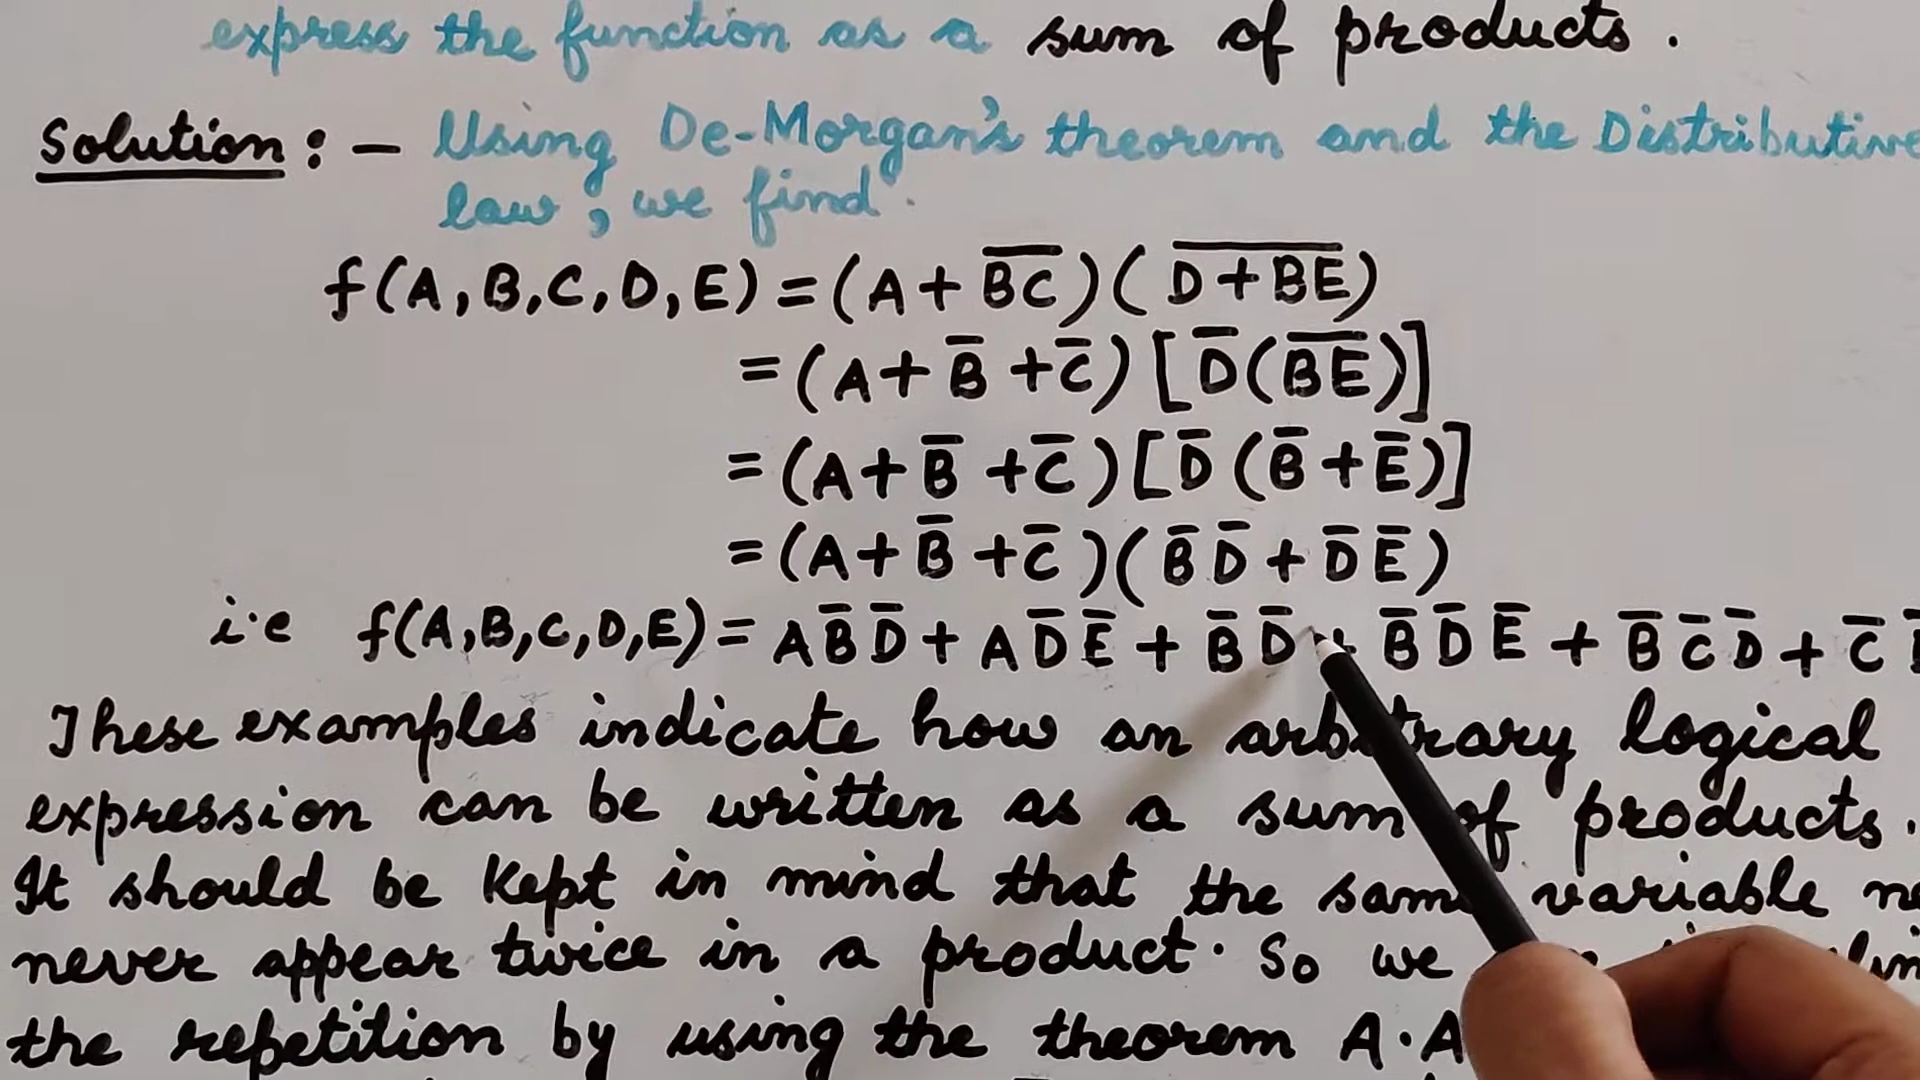 express the function as a sum of products.
Solution : — Using De-Morgan's theorem and the Distributive
law, we find.
f(A,B,C,D,E) = (A + B̅C̅)( D̅ ̅+̅ ̅B̅E̅)
= (A + B̅ + C̅) [D̅(B̅E̅)]
= (A + B̅ + C̅) [D̅ (B̅ + E̅)]
= (A + B̅ + C̅)(B̅ D̅ + D̅ E̅)
i.e f(A,B,C,D,E) = A B̅ D̅ + A D̅ E̅ + B̅ D̅ + B̅ D̅ E̅ + B̅ C̅ D̅ + C̅
These examples indicate how an arbitrary logical
expression can be written as a sum of products.
It should be kept in mind that the same variable
never appear twice in a product. So we
the repetition by using the theorem A.A